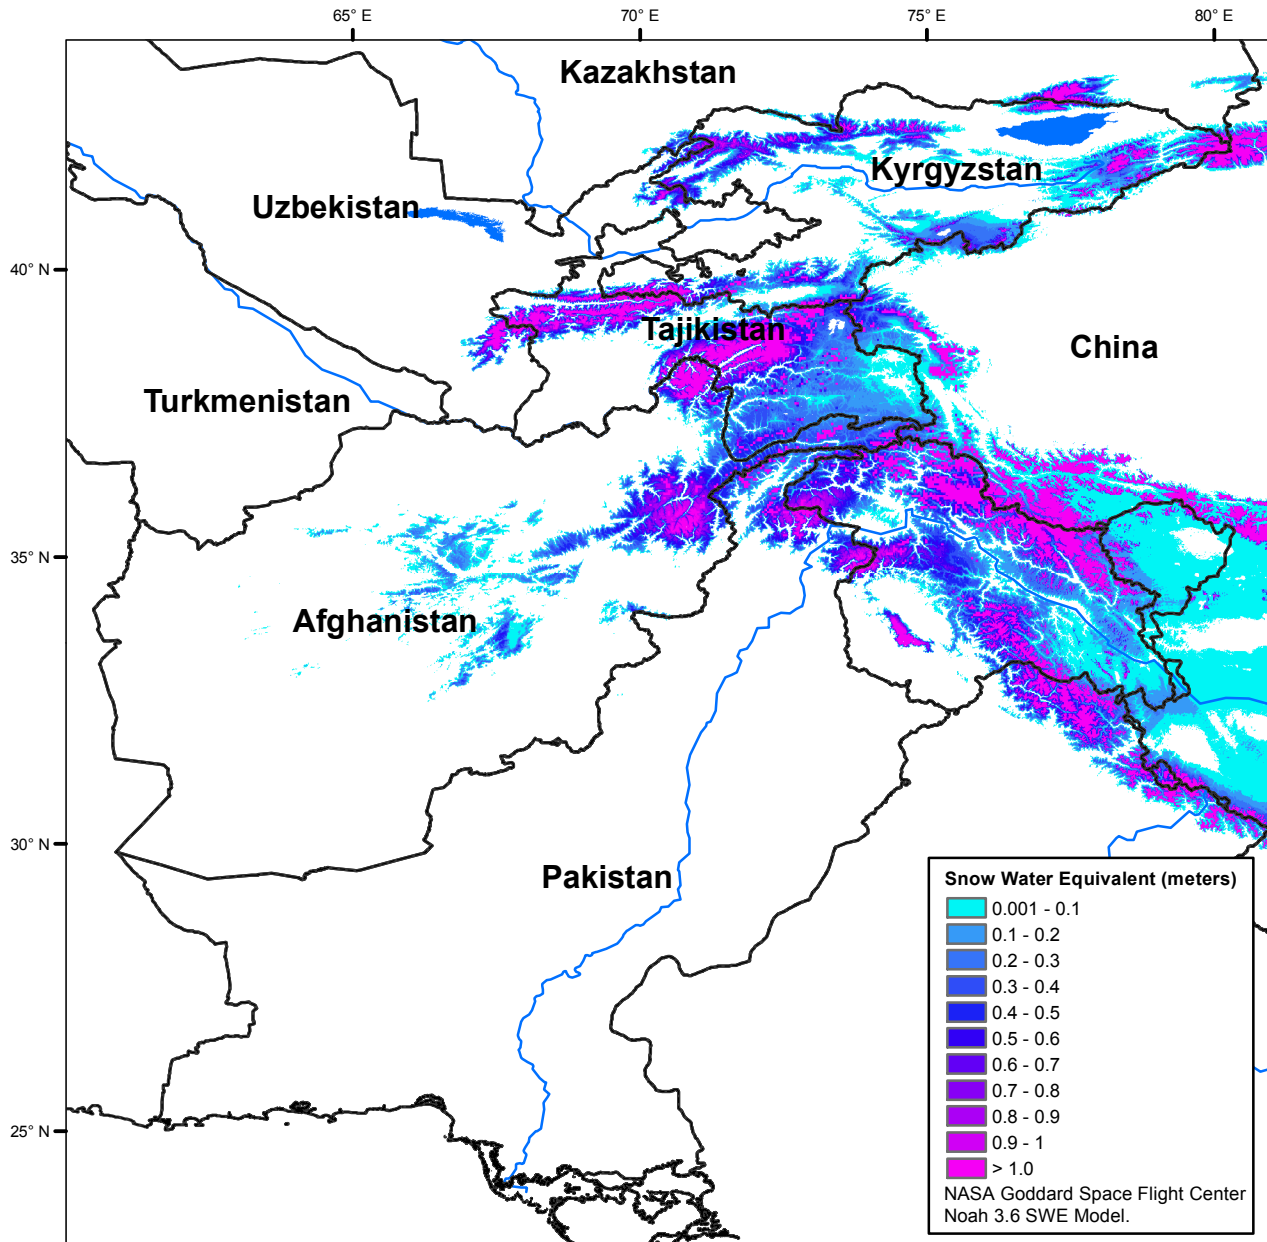 65° E
70° E
75° E
80° E
Kazakhstan
Kyrgyzstan
Uzbekistan
40° N
Tajikistan
China
Turkmenistan
35° N
Afghanistan
30° N
Pakistan
25° N
Snow Water Equivalent (meters)
0.001 - 0.1
0.1 - 0.2
0.2 - 0.3
0.3 - 0.4
0.4 - 0.5
0.5 - 0.6
0.6 - 0.7
0.7 - 0.8
0.8 - 0.9
0.9 - 1
> 1.0
NASA Goddard Space Flight Center
Noah 3.6 SWE Model.